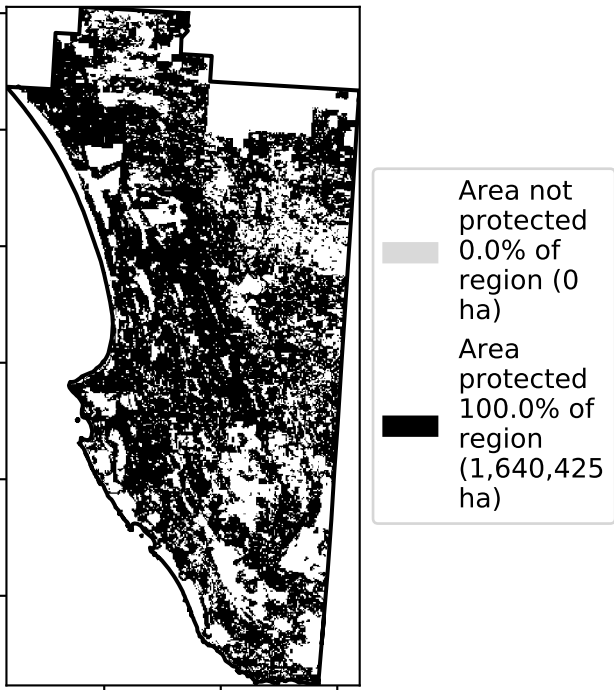 Area not
protected
0.0% of
region (0
ha)
Area
protected
100.0% of
region
(1,640,425
ha)